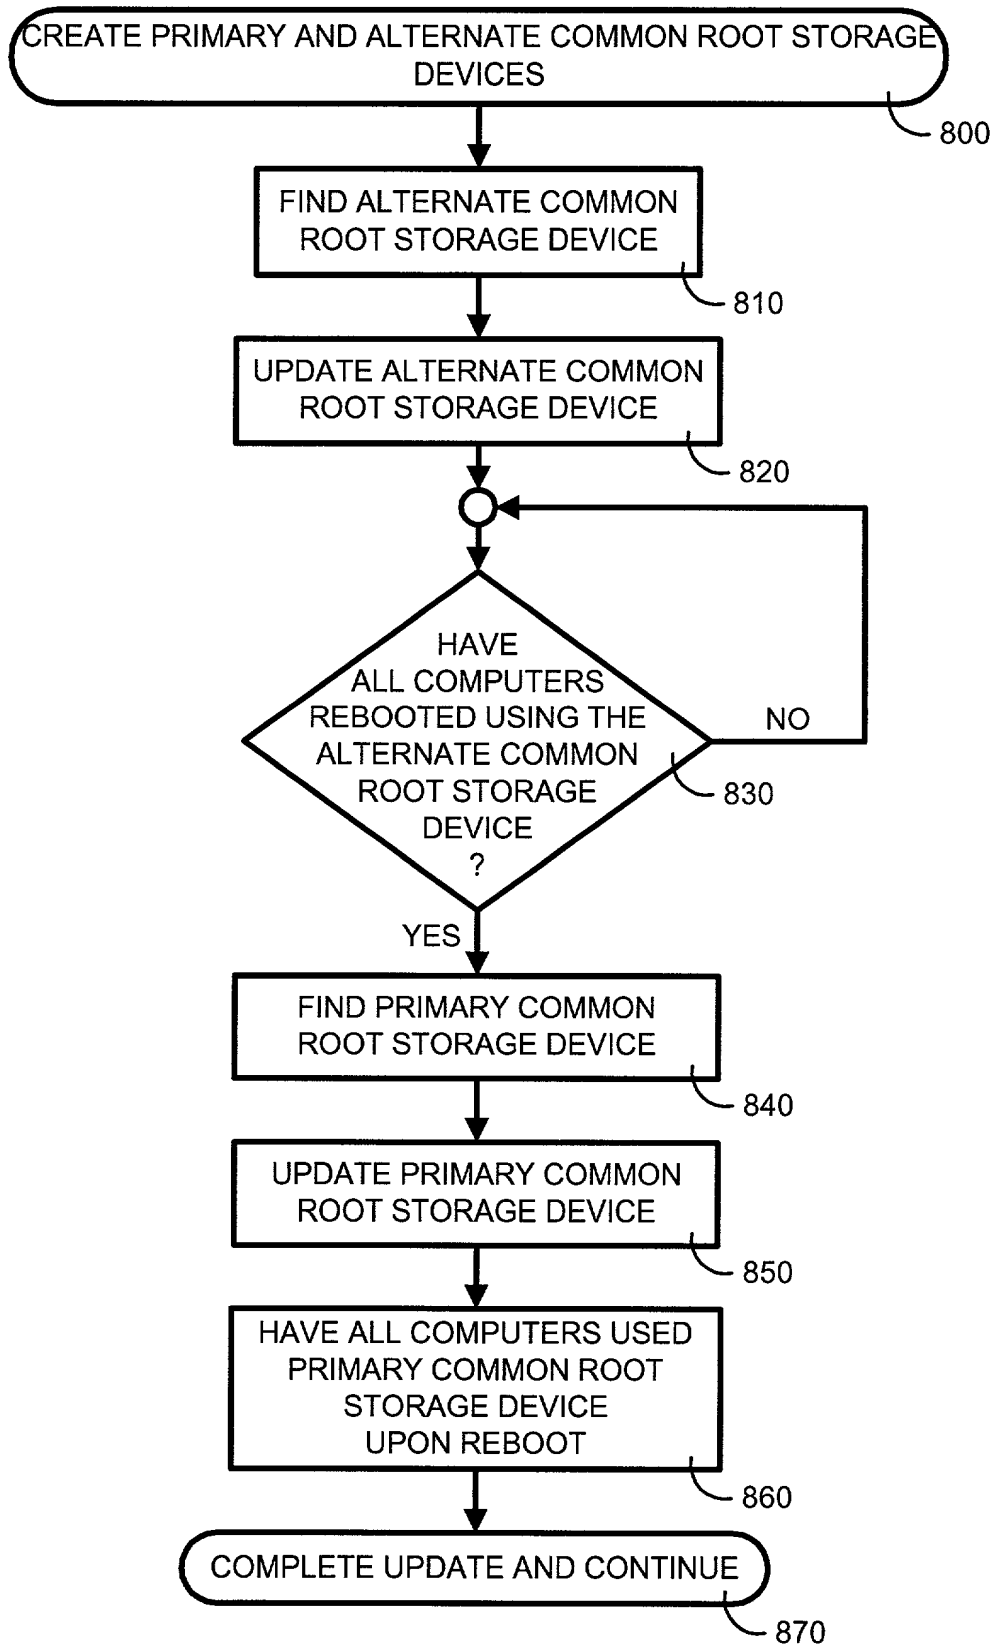 CREATE PRIMARY AND ALTERNATE COMMON ROOT STORAGE
DEVICES
800
FIND ALTERNATE COMMON
ROOT STORAGE DEVICE
810
UPDATE ALTERNATE COMMON
ROOT STORAGE DEVICE
820
HAVE
ALL COMPUTERS
REBOOTED USING THE
ALTERNATE COMMON
ROOT STORAGE
DEVICE
?
NO
830
YES
FIND PRIMARY COMMON
ROOT STORAGE DEVICE
840
UPDATE PRIMARY COMMON
ROOT STORAGE DEVICE
850
HAVE ALL COMPUTERS USED
PRIMARY COMMON ROOT
STORAGE DEVICE
UPON REBOOT
860
COMPLETE UPDATE AND CONTINUE
870